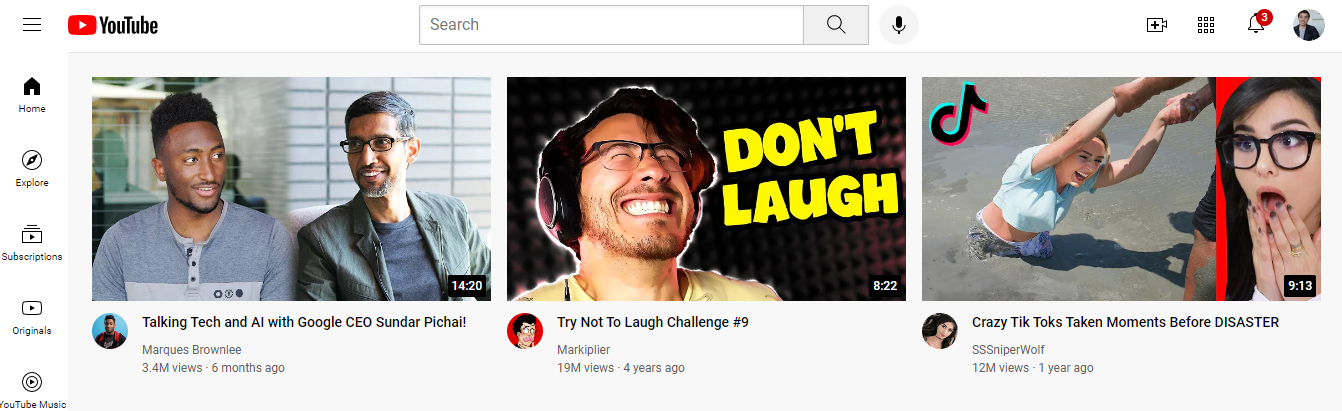 YouTube
Search
3
Home
Explore
Subscriptions
Originals
YouTube Music
DON'T
LAUGH
14:20
8:22
9:13
Talking Tech and AI with Google CEO Sundar Pichai!
Marques Brownlee
3.4M views · 6 months ago
Try Not To Laugh Challenge #9
Markiplier
19M views · 4 years ago
Crazy Tik Toks Taken Moments Before DISASTER
SSSniperWolf
12M views · 1 year ago